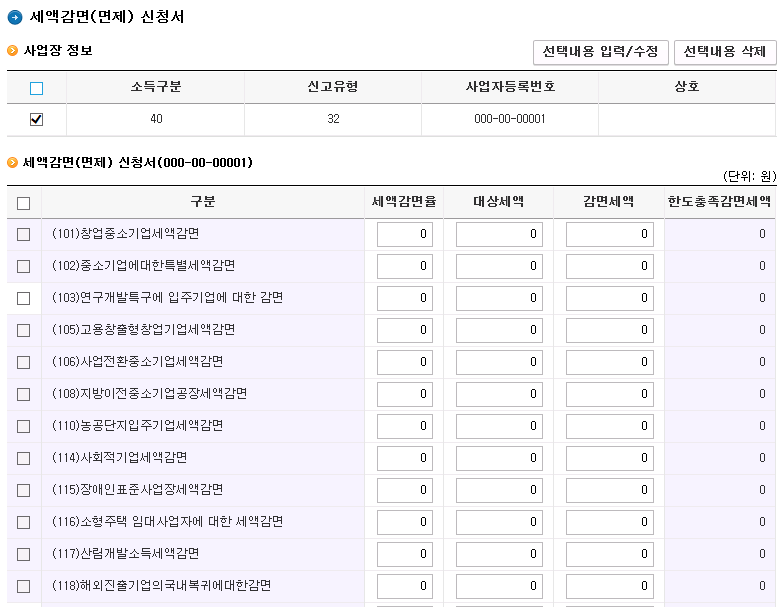 세액감면(면제) 신청서
사업장 정보
선택내용 입력/수정 선택내용 삭제
소득구분 신고유형 사업자등록번호 상호
40 32 000-00-00001
세액감면(면제) 신청서(000-00-00001)
(단위: 원)
구분 세액감면율 대상세액 감면세액 한도충족감면세액
(101)창업중소기업세액감면 0 0 0 0
(102)중소기업에대한특별세액감면 0 0 0 0
(103)연구개발특구에 입주기업에 대한 감면 0 0 0 0
(105)고용창출형창업기업세액감면 0 0 0 0
(106)사업전환중소기업세액감면 0 0 0 0
(108)지방이전중소기업공장세액감면 0 0 0 0
(110)농공단지입주기업세액감면 0 0 0 0
(114)사회적기업세액감면 0 0 0 0
(115)장애인표준사업장세액감면 0 0 0 0
(116)소형주택 임대사업자에 대한 세액감면 0 0 0 0
(117)산림개발소득세액감면 0 0 0 0
(118)해외진출기업의국내복귀에대한감면 0 0 0 0